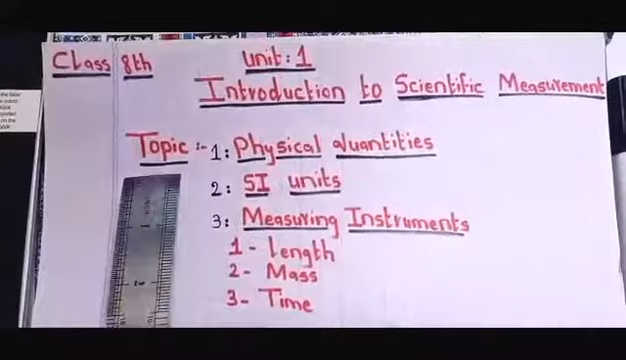 Class 8th
Unit: 1
Introduction to Scientific Measurement
Topic :- 1: Physical quantities
2: SI units
3: Measuring Instruments
1- length
2- Mass
3- Time